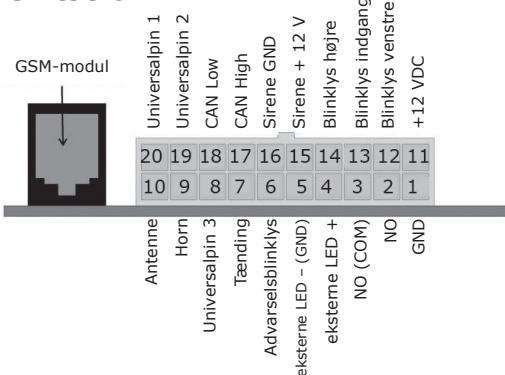 GSM-modul
Universalpin 1
Universalpin 2
CAN Low
CAN High
Sirene GND
Sirene + 12 V
Blinklys højre
Blinklys indgang
Blinklys venstre
+12 VDC
20 19 18 17 16 15 14 13 12 11
10 9 8 7 6 5 4 3 2 1
Antenne
Horn
Universalpin 3
Tænding
Advarselsblinklys
eksterne LED – (GND)
eksterne LED +
NO (COM)
NO
GND